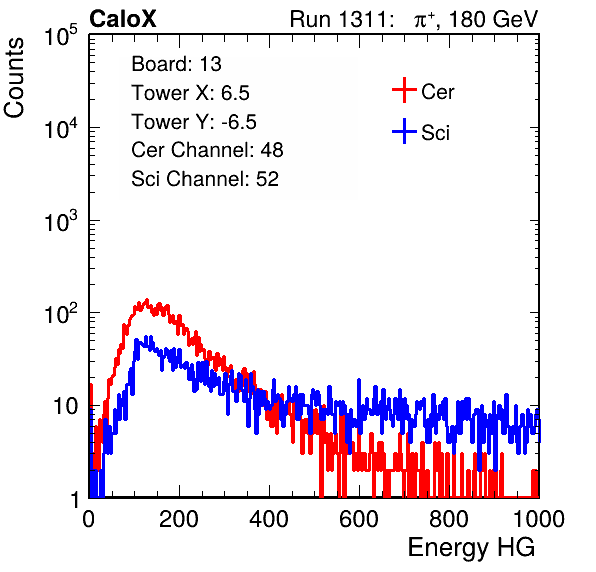 CaloX Run 1311: π⁺, 180 GeV
Counts
10⁵
10⁴
10³
10²
10
1
Board: 13
Tower X: 6.5
Tower Y: -6.5
Cer Channel: 48
Sci Channel: 52
Cer
Sci
0 200 400 600 800 1000
Energy HG